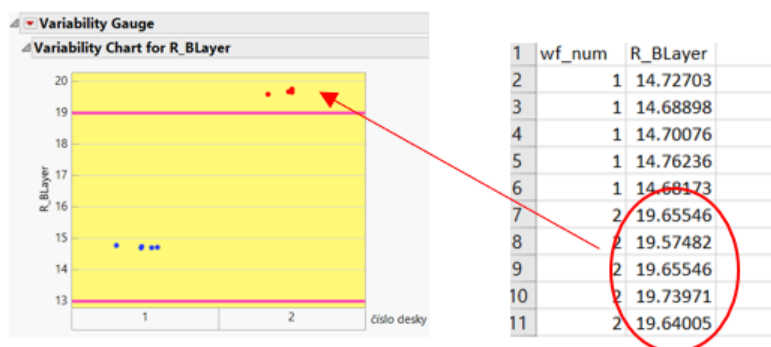 Variability Gauge
Variability Chart for R_BLayer
20
19
18
17
16
15
14
13
R_BLayer
1 2 číslo desky
1 wf_num R_BLayer
2 1 14.72703
3 1 14.68898
4 1 14.70076
5 1 14.76236
6 1 14.68173
7 2 19.65546
8 2 19.57482
9 2 19.65546
10 2 19.73971
11 2 19.64005